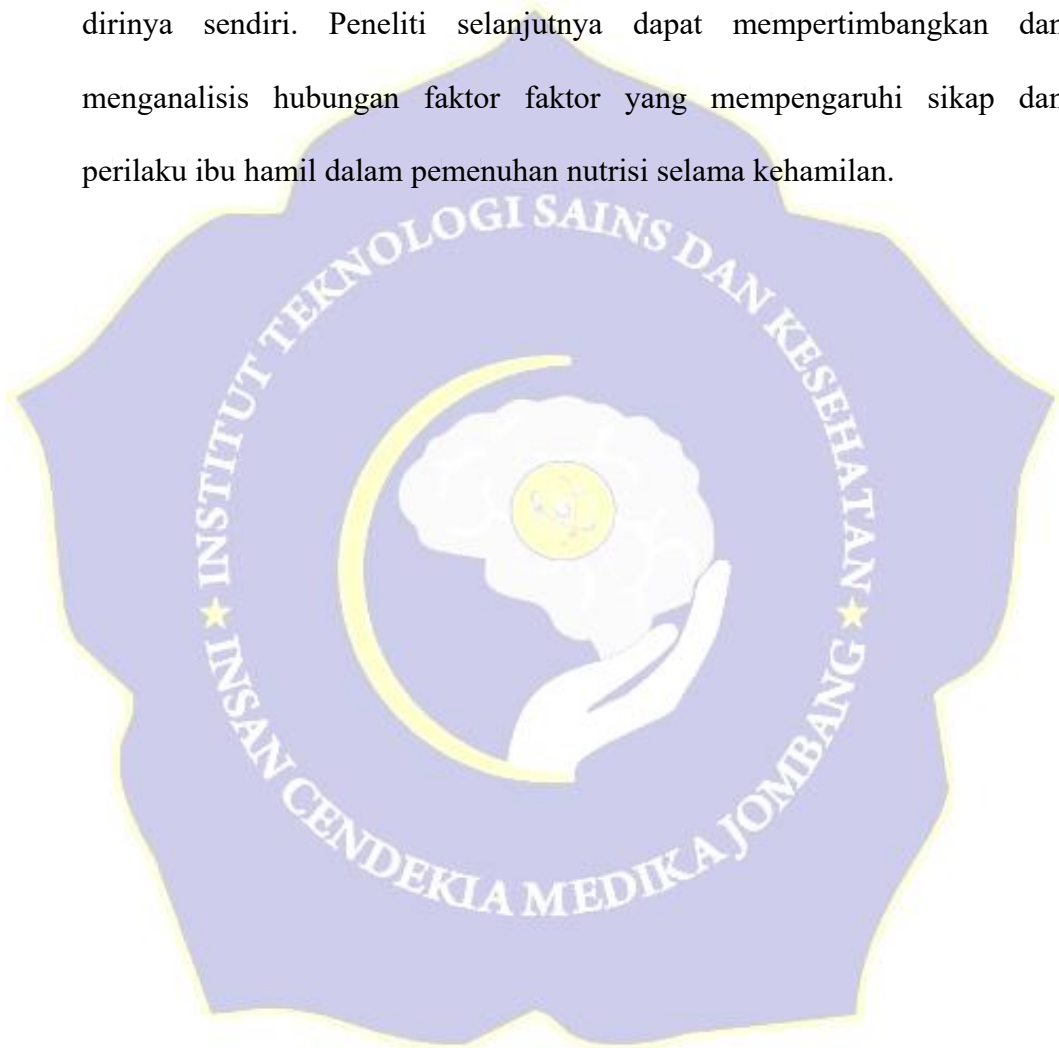 dirinya sendiri. Peneliti selanjutnya dapat mempertimbangkan dan
menganalisis hubungan faktor faktor yang mempengaruhi sikap dan
perilaku ibu hamil dalam pemenuhan nutrisi selama kehamilan.
INSTITUT TEKNOLOGI SAINS DAN KESEHATAN
INSAN CENDEKIA MEDIKA JOMBANG